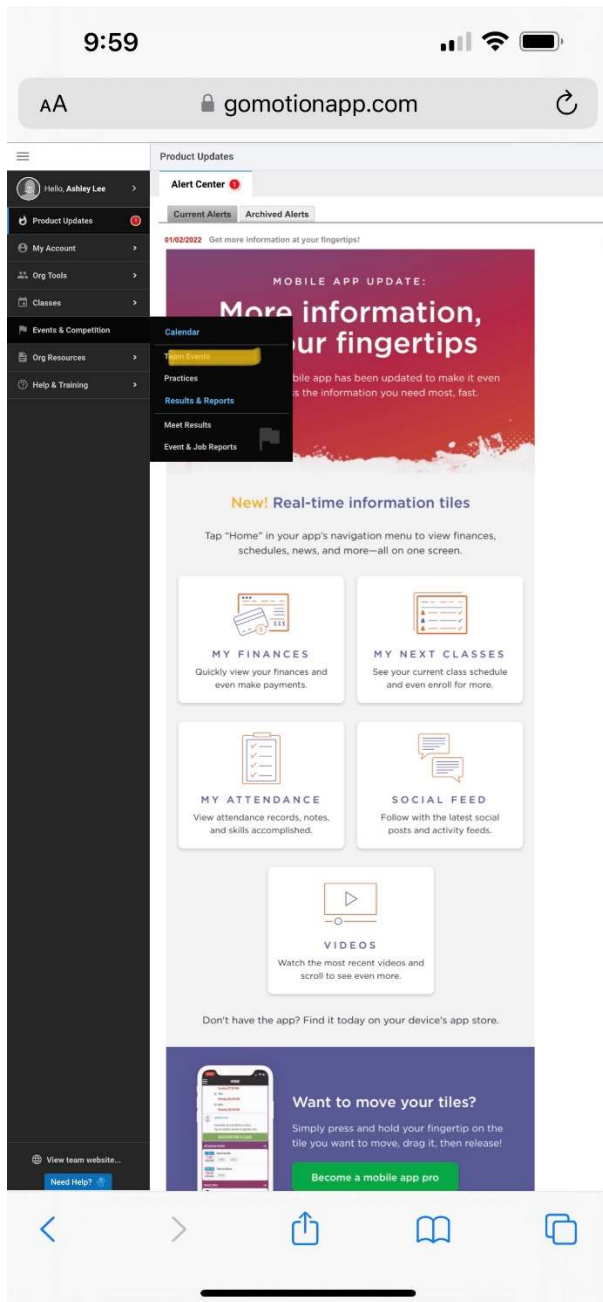 9:59
AA
gomotionapp.com
Product Updates
Hello, Ashley Lee
Product Updates
My Account
Org Tools
Classes
Events & Competition
Org Resources
Help & Training
Calendar
Team Events
Practices
Results & Reports
Meet Results
Event & Job Reports
Alert Center
Current Alerts Archived Alerts
01/02/2022 Get more information at your fingertips!
MOBILE APP UPDATE:
More information,
ur fingertips
bile app has been updated to make it even
ss the information you need most, fast.
New! Real-time information tiles
Tap “Home” in your app's navigation menu to view finances,
schedules, news, and more—all on one screen.
MY FINANCES
Quickly view your finances and
even make payments.
MY NEXT CLASSES
See your current class schedule
and even enroll for more.
MY ATTENDANCE
View attendance records, notes,
and skills accomplished.
SOCIAL FEED
Follow with the latest social
posts and activity feeds.
VIDEOS
Watch the most recent videos and
scroll to see even more.
Don't have the app? Find it today on your device's app store.
Want to move your tiles?
Simply press and hold your fingertip on the
tile you want to move, drag it, then release!
Become a mobile app pro
View team website...
Need Help?